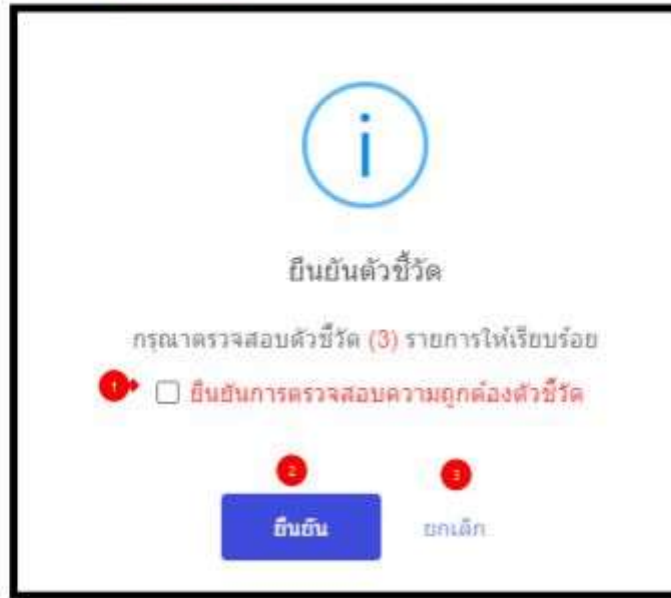 i
ยืนยันตัวชี้วัด
กรุณาตรวจสอบตัวชี้วัด (3) รายการให้เรียบร้อย
1 ยืนยันการตรวจสอบความถูกต้องตัวชี้วัด
2 3
ยืนยัน ยกเลิก